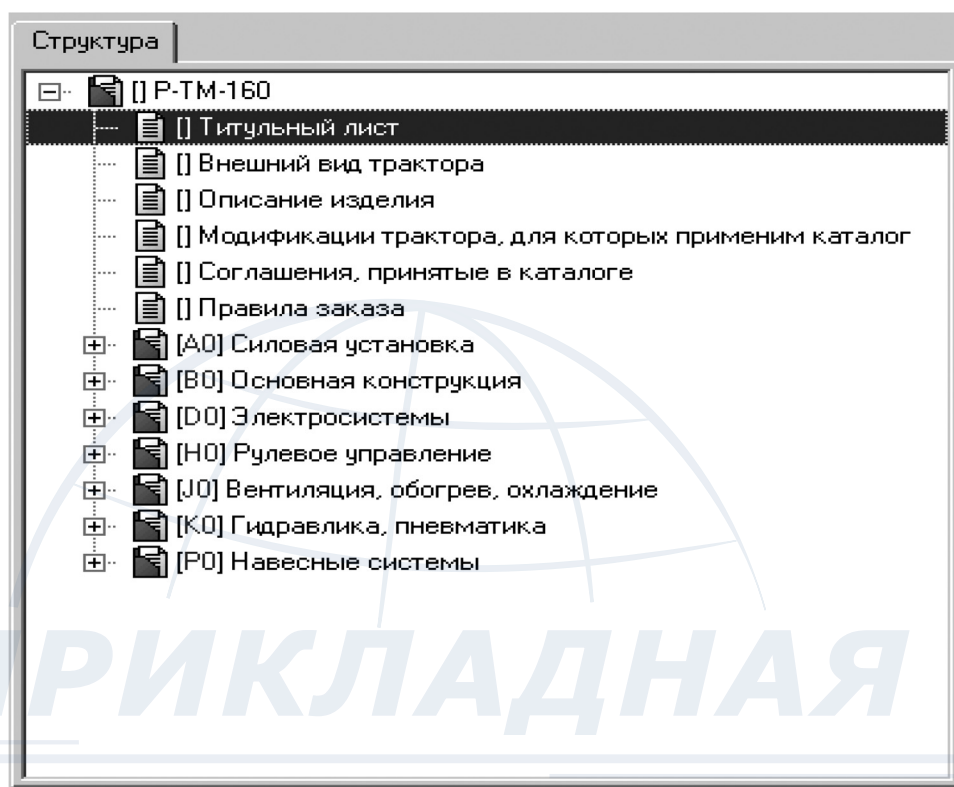 Структура
[] Р-ТМ-160
[] Титульный лист
[] Внешний вид трактора
[] Описание изделия
[] Модификации трактора, для которых применим каталог
[] Соглашения, принятые в каталоге
[] Правила заказа
[A0] Силовая установка
[B0] Основная конструкция
[D0] Электросистемы
[H0] Рулевое управление
[J0] Вентиляция, обогрев, охлаждение
[K0] Гидравлика, пневматика
[P0] Навесные системы
ПРИКЛАДНАЯ